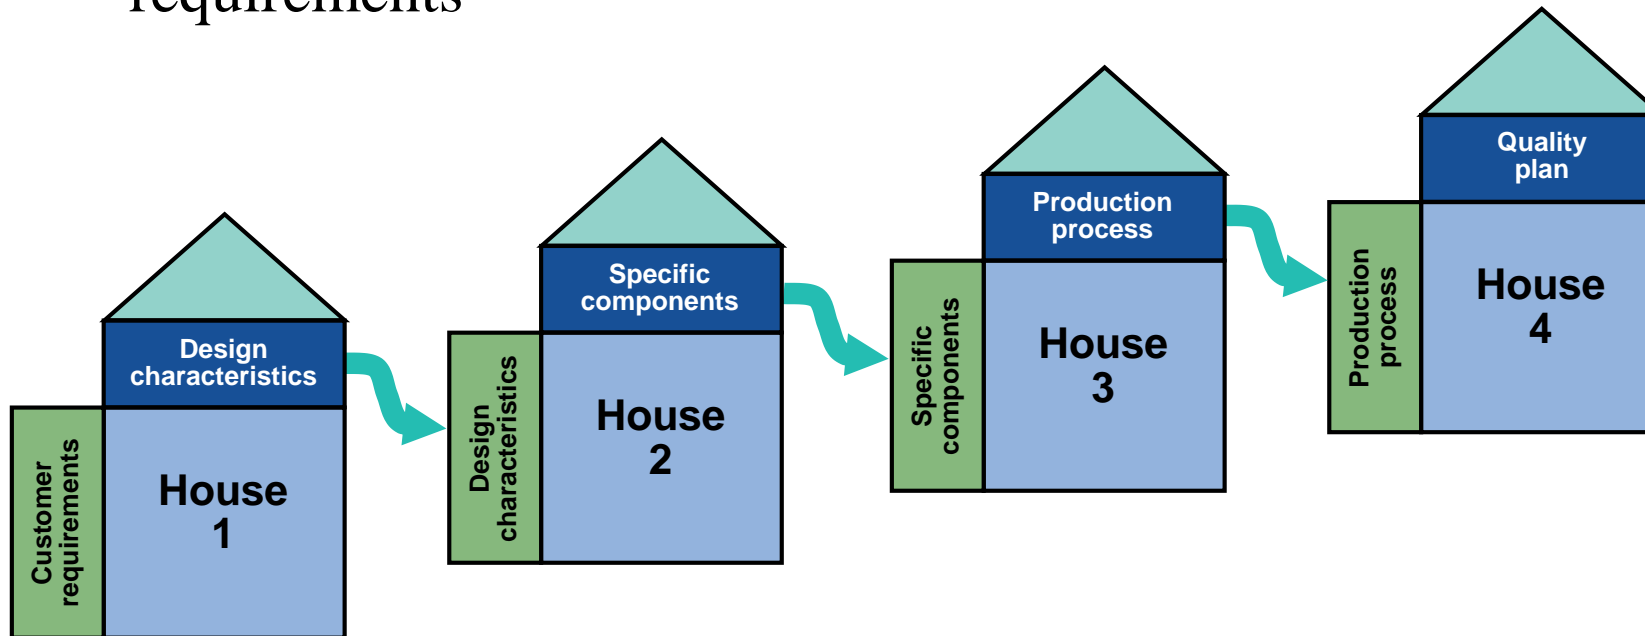 requirements
Design
characteristics
Customer
requirements
House
1
Specific
components
Design
characteristics
House
2
Production
process
Specific
components
House
3
Quality
plan
Production
process
House
4